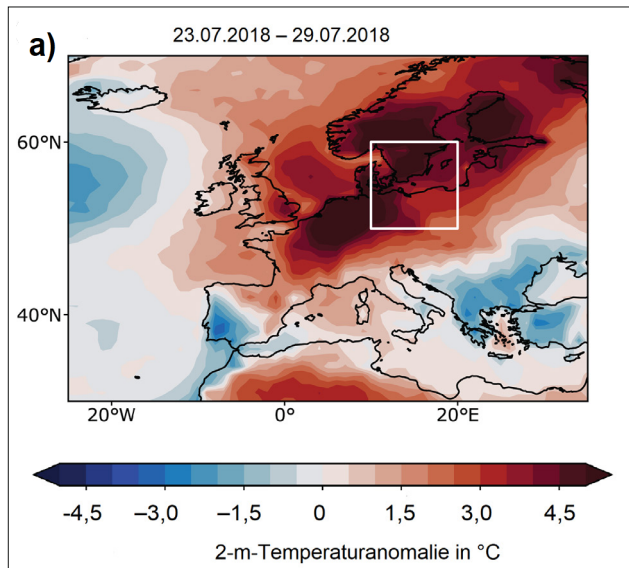 a)
23.07.2018 – 29.07.2018
60°N
40°N
20°W 0° 20°E
-4,5 –3,0 –1,5 0 1,5 3,0 4,5
2-m-Temperaturanomalie in °C